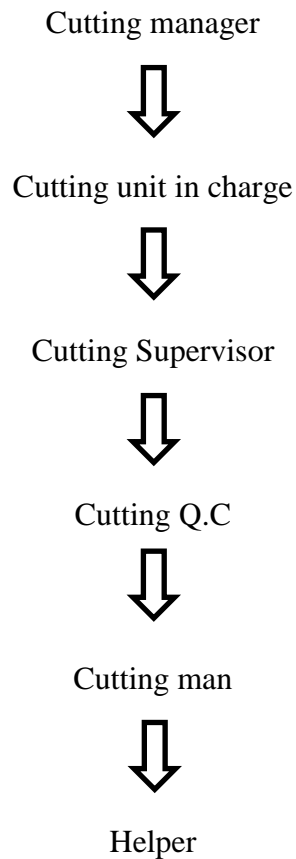 Cutting manager
Cutting unit in charge
Cutting Supervisor
Cutting Q.C
Cutting man
Helper